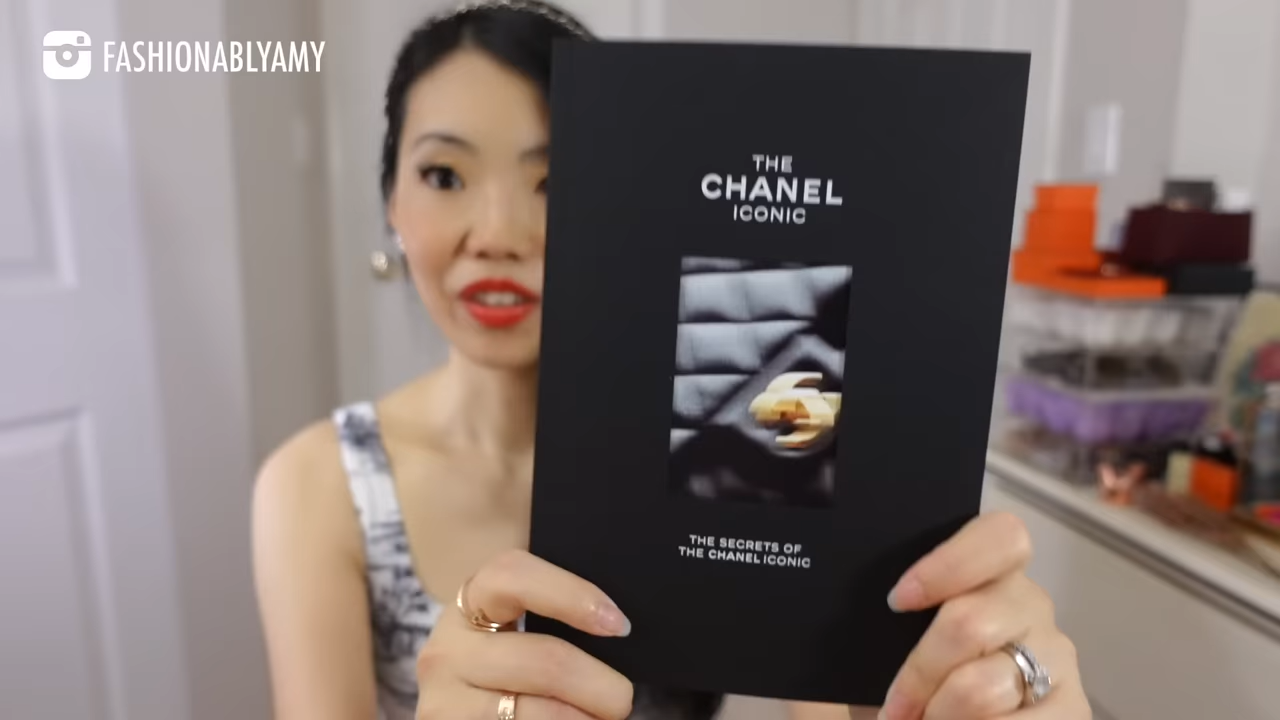 FASHIONABLYAMY
THE
CHANEL
ICONIC
THE SECRETS OF
THE CHANEL ICONIC